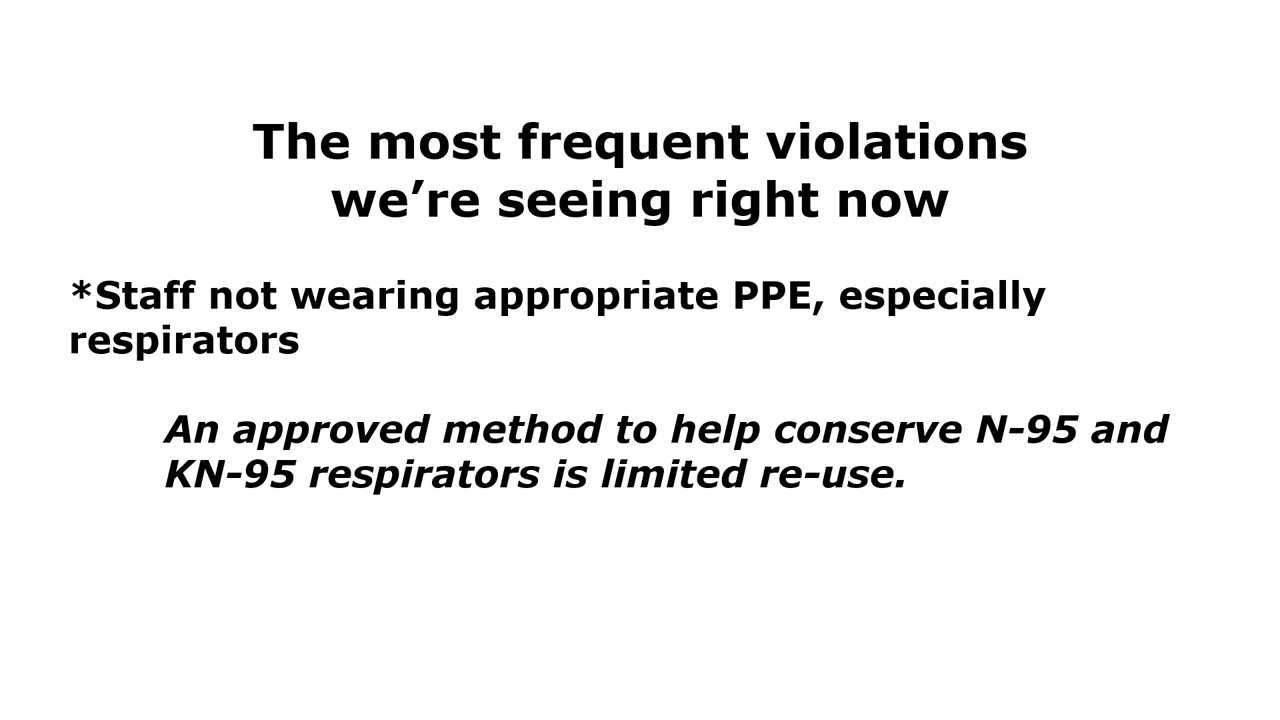 The most frequent violations
we’re seeing right now
*Staff not wearing appropriate PPE, especially
respirators
An approved method to help conserve N-95 and
KN-95 respirators is limited re-use.